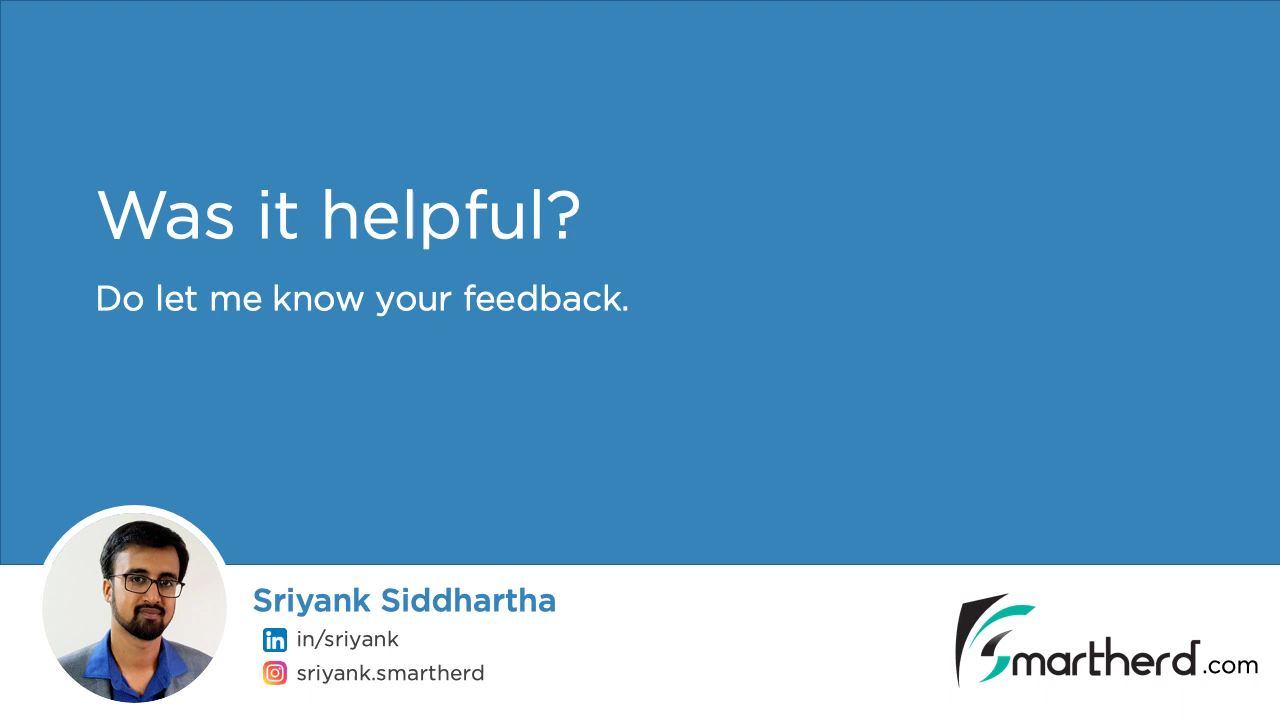 Was it helpful?
Do let me know your feedback.
Sriyank Siddhartha
in/sriyank
sriyank.smartherd
Smartherd.com